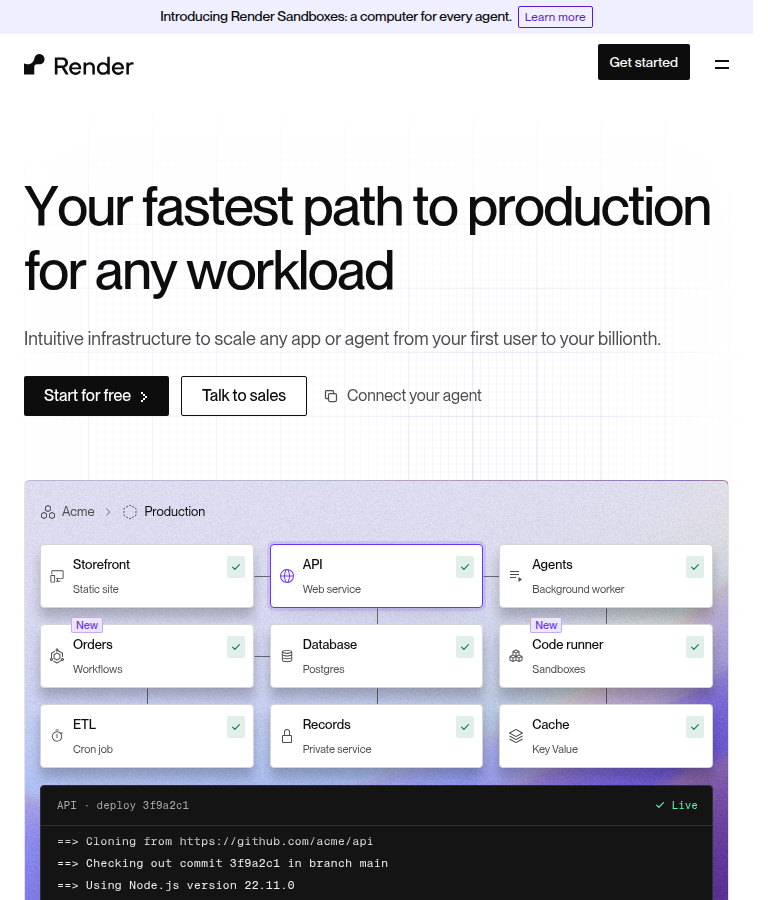 Introducing Render Sandboxes: a computer for every agent. Learn more
Render
Get started
Your fastest path to production
for any workload
Intuitive infrastructure to scale any app or agent from your first user to your billionth.
Start for free
Talk to sales
Connect your agent
Acme
Production
Storefront
Static site
API
Web service
Agents
Background worker
New
Orders
Workflows
Database
Postgres
New
Code runner
Sandboxes
ETL
Cron job
Records
Private service
Cache
Key Value
API · deploy 3f9a2c1
Live
==> Cloning from https://github.com/acme/api
==> Checking out commit 3f9a2c1 in branch main
==> Using Node.js version 22.11.0